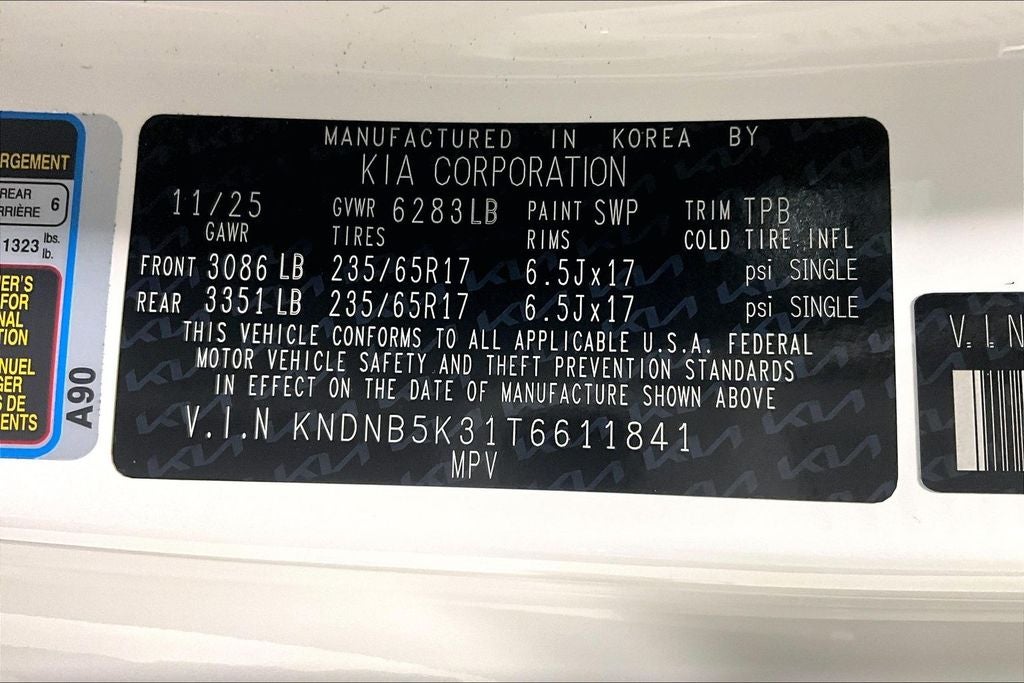 RGEMENT
REAR 6
RRIÈRE
1323 lbs.
lb.
ER'S
FOR
NAL
TION
NUEL
GER
S DE
ENTS
A90
MANUFACTURED IN KOREA BY
KIA CORPORATION
11/25 GVWR 6283LB PAINT SWP TRIM TPB
GAWR TIRES RIMS COLD TIRE INFL
FRONT 3086 LB 235/65R17 6.5Jx17 psi SINGLE
REAR 3351 LB 235/65R17 6.5Jx17 psi SINGLE
THIS VEHICLE CONFORMS TO ALL APPLICABLE U.S.A. FEDERAL
MOTOR VEHICLE SAFETY AND THEFT PREVENTION STANDARDS
IN EFFECT ON THE DATE OF MANUFACTURE SHOWN ABOVE
V.I.N KNDNB5K31T6611841
MPV
V.I.N